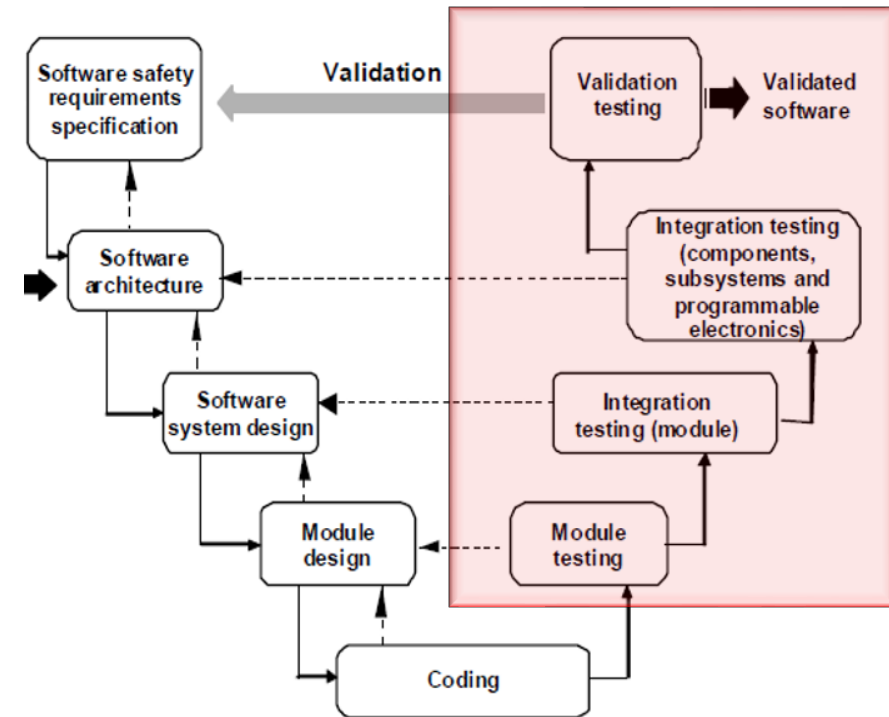 Software safety
requirements
specification
Validation
Validation
testing
Validated
software
Software
architecture
Integration testing
(components,
subsystems and
programmable
electronics)
Software
system design
Integration
testing (module)
Module
design
Module
testing
Coding